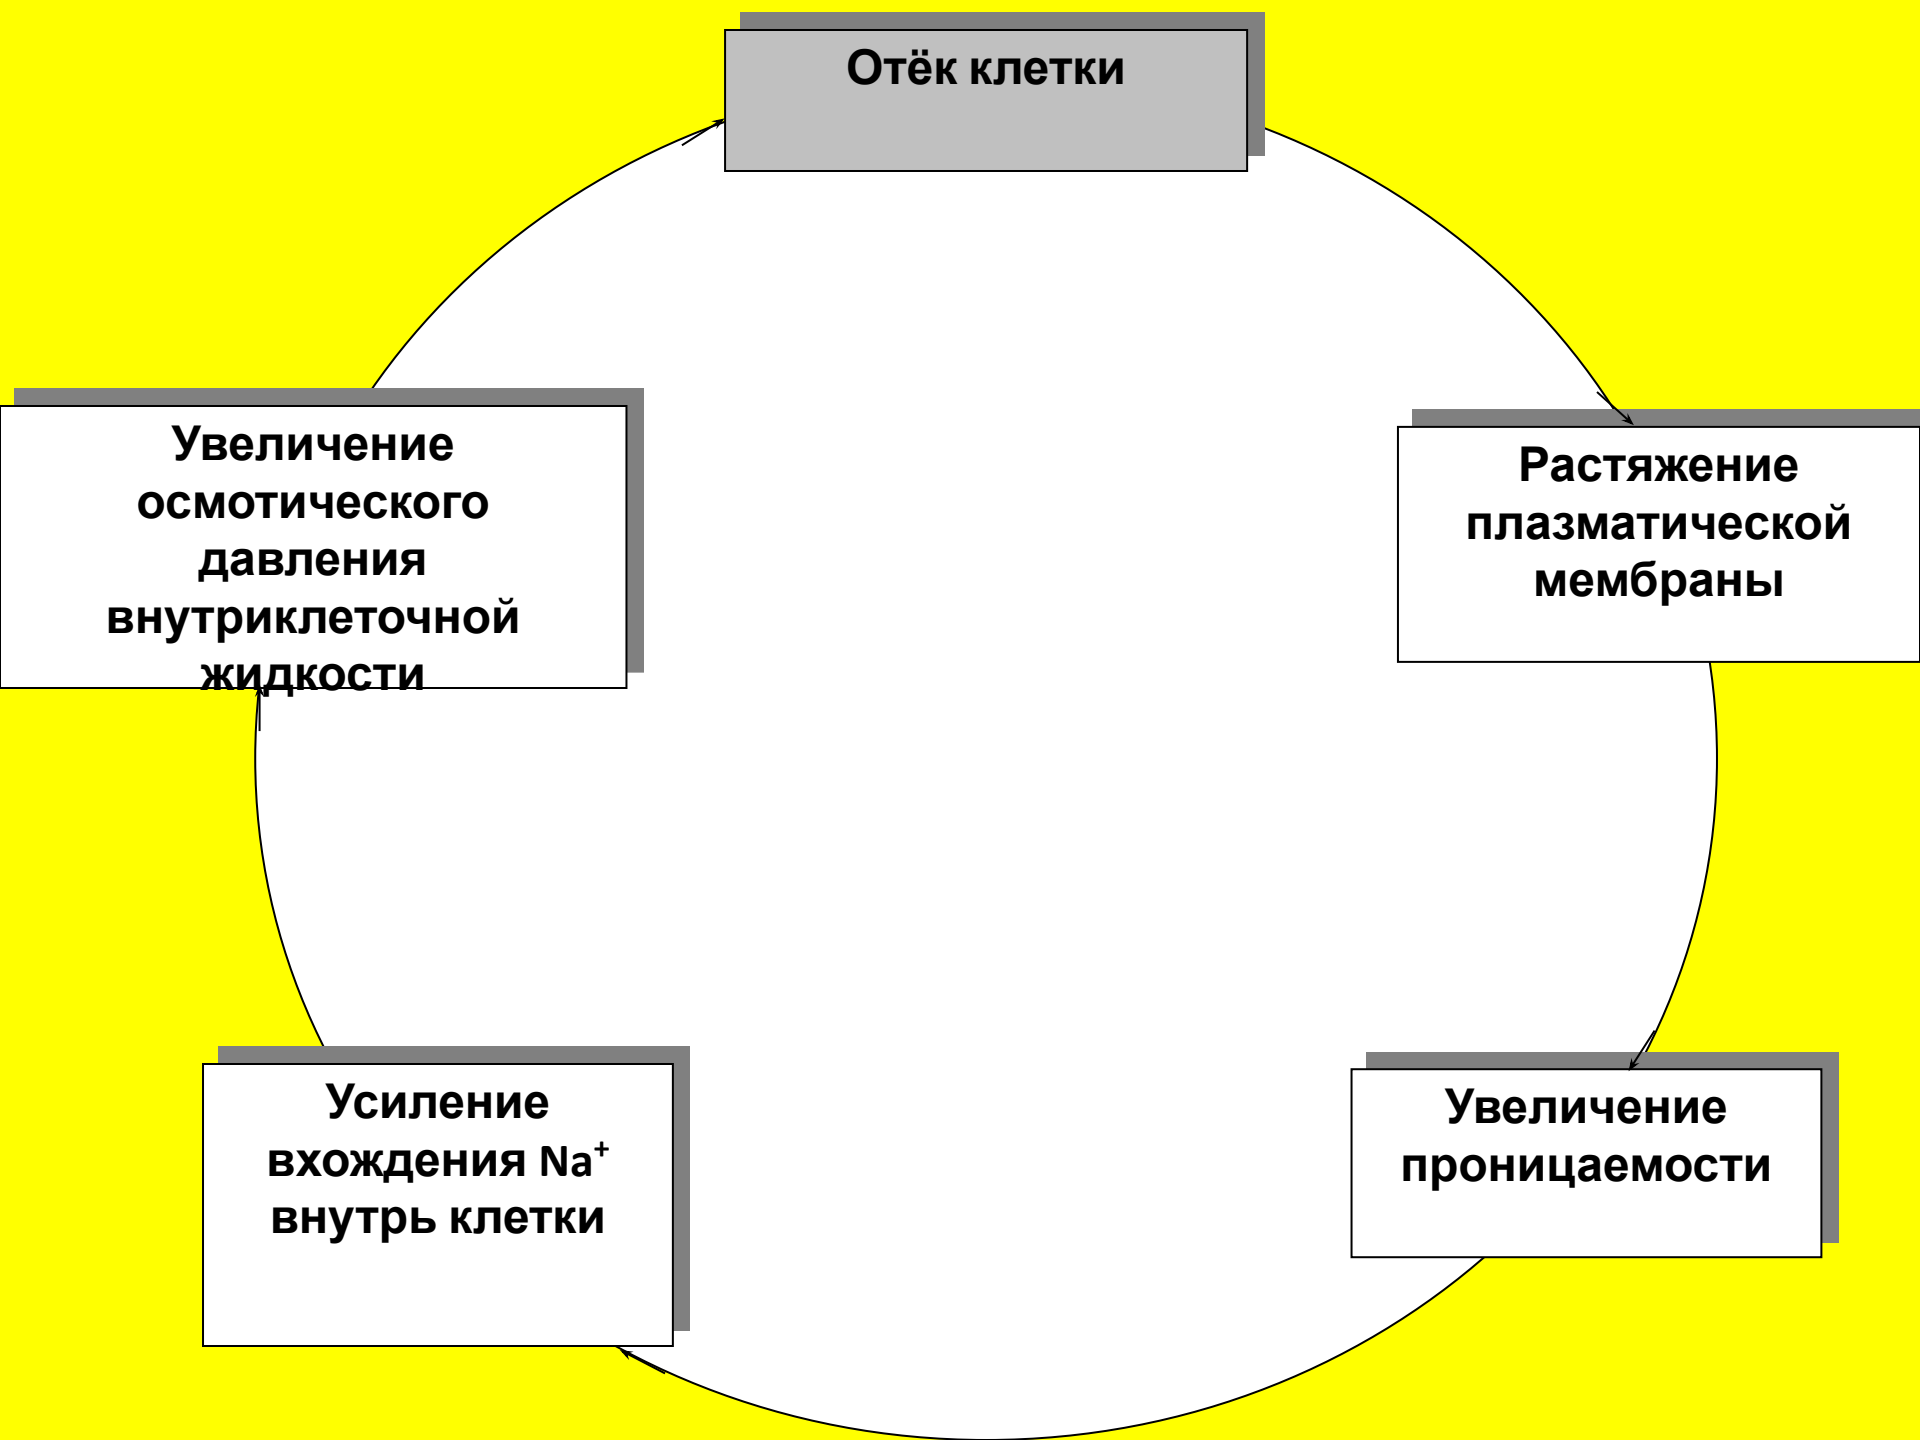 Отёк клетки
Увеличение
осмотического
давления
внутриклеточной
жидкости
Растяжение
плазматической
мембраны
Усиление
вхождения Na⁺
внутрь клетки
Увеличение
проницаемости